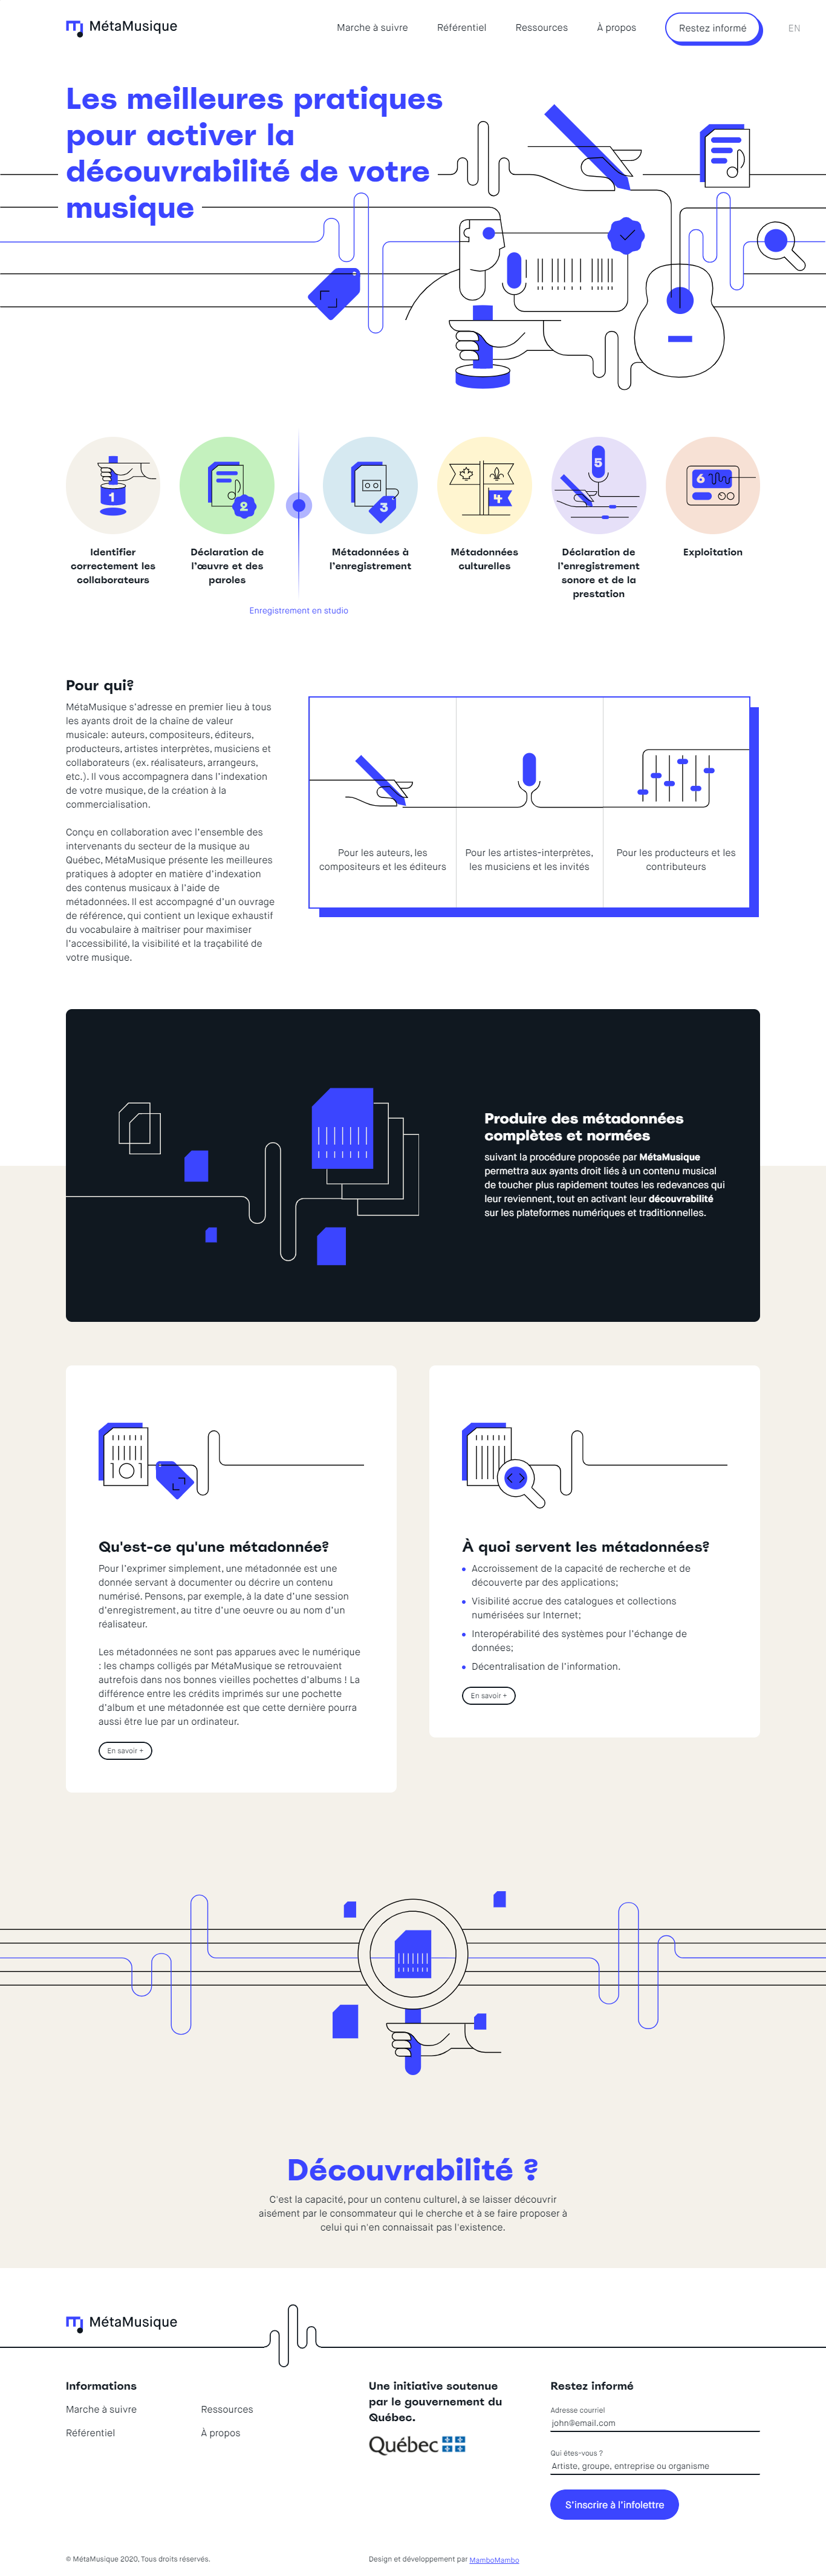 MétaMusique
Marche à suivre
Référentiel
Ressources
À propos
Restez informé
EN
Les meilleures pratiques
pour activer la
découvrabilité de votre
musique
1
2
3
4
5
6
Identifier
correctement les
collaborateurs
Déclaration de
l'œuvre et des
paroles
Métadonnées à
l'enregistrement
Métadonnées
culturelles
Déclaration de
l'enregistrement
sonore et de la
prestation
Exploitation
Enregistrement en studio
Pour qui?
MétaMusique s'adresse en premier lieu à tous
les ayants droit de la chaîne de valeur
musicale: auteurs, compositeurs, éditeurs,
producteurs, artistes interprètes, musiciens et
collaborateurs (ex. réalisateurs, arrangeurs,
etc.). Il vous accompagnera dans l'indexation
de votre musique, de la création à la
commercialisation.
Conçu en collaboration avec l'ensemble des
intervenants du secteur de la musique au
Québec, MétaMusique présente les meilleures
pratiques à adopter en matière d'indexation
des contenus musicaux à l'aide de
métadonnées. Il est accompagné d'un ouvrage
de référence, qui contient un lexique exhaustif
du vocabulaire à maîtriser pour maximiser
l'accessibilité, la visibilité et la traçabilité de
votre musique.
Pour les auteurs, les
compositeurs et les éditeurs
Pour les artistes-interprètes,
les musiciens et les invités
Pour les producteurs et les
contributeurs
Produire des métadonnées
complètes et normées
suivant la procédure proposée par MétaMusique
permettra aux ayants droit liés à un contenu musical
de toucher plus rapidement toutes les redevances qui
leur reviennent, tout en activant leur découvrabilité
sur les plateformes numériques et traditionnelles.
Qu'est-ce qu'une métadonnée?
Pour l'exprimer simplement, une métadonnée est une
donnée servant à documenter ou décrire un contenu
numérisé. Pensons, par exemple, à la date d'une session
d'enregistrement, au titre d'une oeuvre ou au nom d'un
réalisateur.
Les métadonnées ne sont pas apparues avec le numérique
: les champs colligés par MétaMusique se retrouvaient
autrefois dans nos bonnes vieilles pochettes d'albums ! La
différence entre les crédits imprimés sur une pochette
d'album et une métadonnée est que cette dernière pourra
aussi être lue par un ordinateur.
En savoir +
À quoi servent les métadonnées?
Accroissement de la capacité de recherche et de
découverte par des applications;
Visibilité accrue des catalogues et collections
numérisées sur Internet;
Interopérabilité des systèmes pour l'échange de
données;
Décentralisation de l'information.
En savoir +
Découvrabilité ?
C'est la capacité, pour un contenu culturel, à se laisser découvrir
aisément par le consommateur qui le cherche et à se faire proposer à
celui qui n'en connaissait pas l'existence.
MétaMusique
Informations
Marche à suivre
Ressources
Référentiel
À propos
Une initiative soutenue
par le gouvernement du
Québec.
Québec
Restez informé
Adresse courriel
john@email.com
Qui êtes-vous ?
Artiste, groupe, entreprise ou organisme
S'inscrire à l'infolettre
© MétaMusique 2020, Tous droits réservés.
Design et développement par MamboMambo